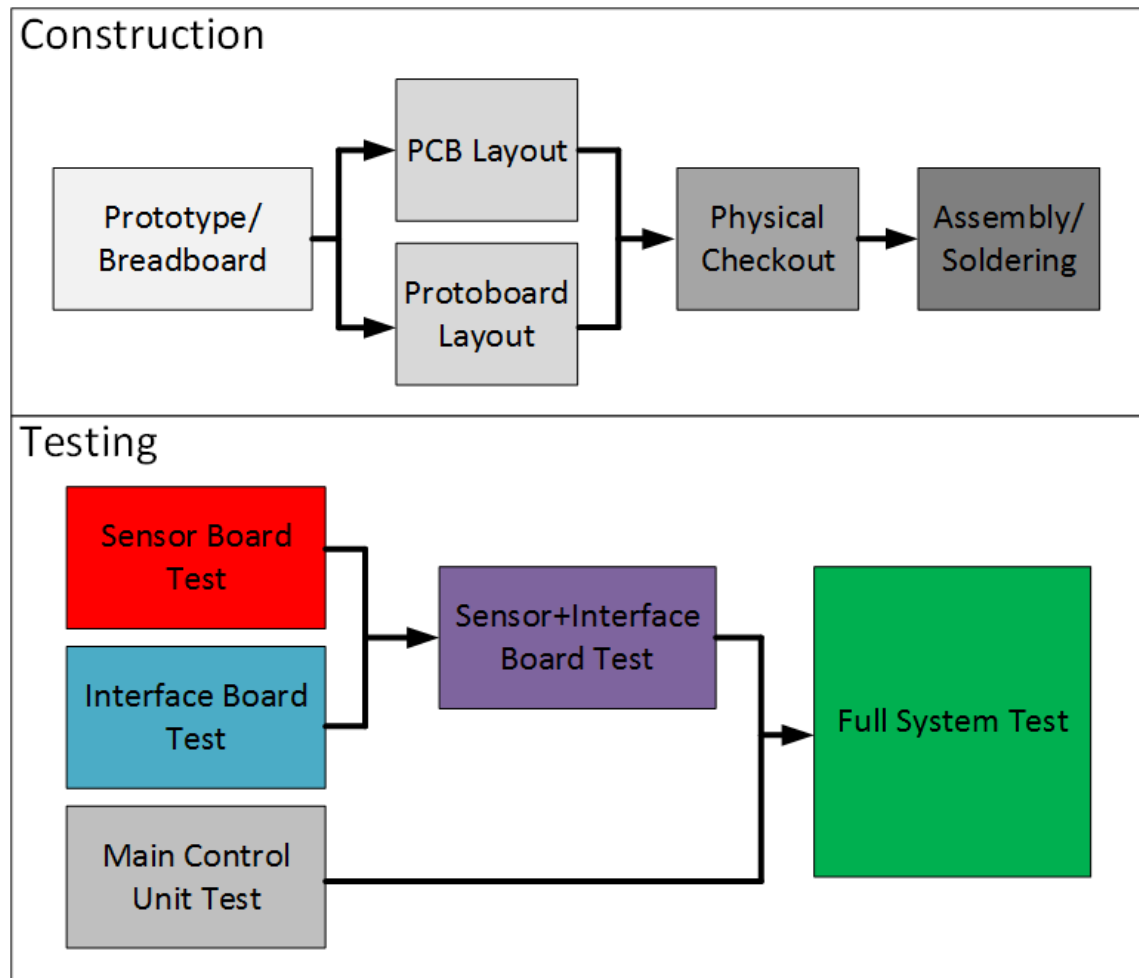 Construction
Prototype/
Breadboard
PCB Layout
Protoboard
Layout
Physical
Checkout
Assembly/
Soldering
Testing
Sensor Board
Test
Interface Board
Test
Main Control
Unit Test
Sensor+Interface
Board Test
Full System Test